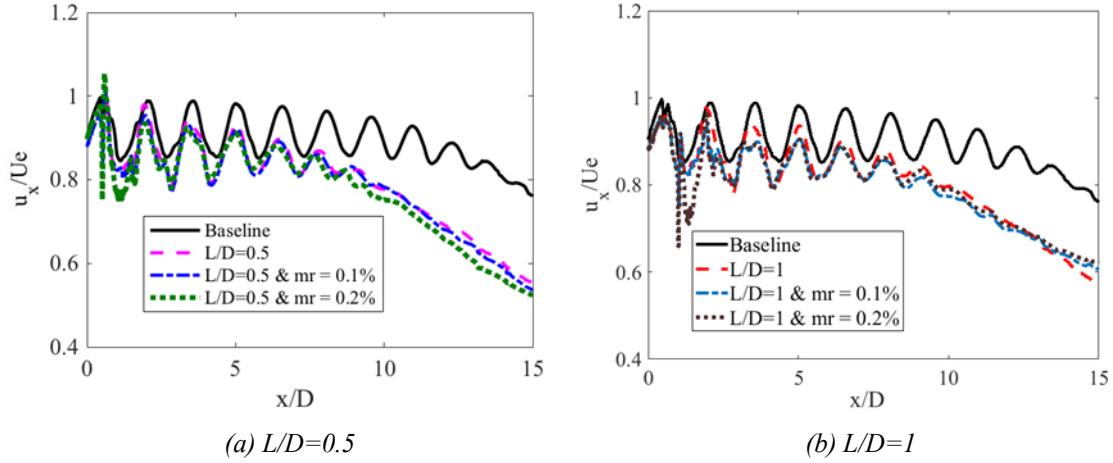 1.2
1
0.8
0.6
0.4
u_x/Ue
Baseline
L/D=0.5
L/D=0.5 & mr = 0.1%
L/D=0.5 & mr = 0.2%
0
5
10
15
x/D
(a) L/D=0.5
1.2
1
0.8
0.6
0.4
u_x/Ue
Baseline
L/D=1
L/D=1 & mr = 0.1%
L/D=1 & mr = 0.2%
0
5
10
15
x/D
(b) L/D=1